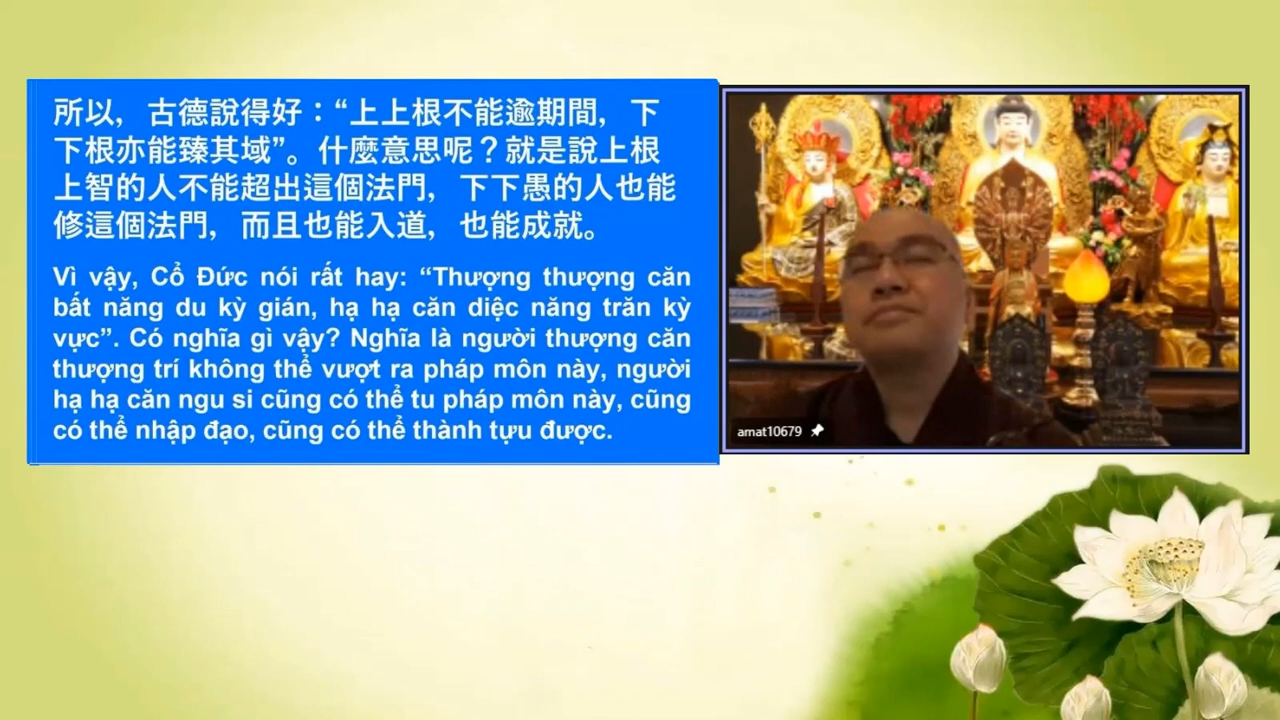 所以，古德說得好：“上上根不能逾期間，下
下根亦能臻其域”。什麼意思呢？就是說上根
上智的人不能超出這個法門，下下愚的人也能
修這個法門，而且也能入道，也能成就。
Vì vậy, Cổ Đức nói rất hay: “Thượng thượng căn
bất năng du kỳ gián, hạ hạ căn diệc năng trăn kỳ
vực”. Có nghĩa gì vậy? Nghĩa là người thượng căn
thượng trí không thể vượt ra pháp môn này, người
hạ hạ căn ngu si cũng có thể tu pháp môn này, cũng
có thể nhập đạo, cũng có thể thành tựu được.
amat10679